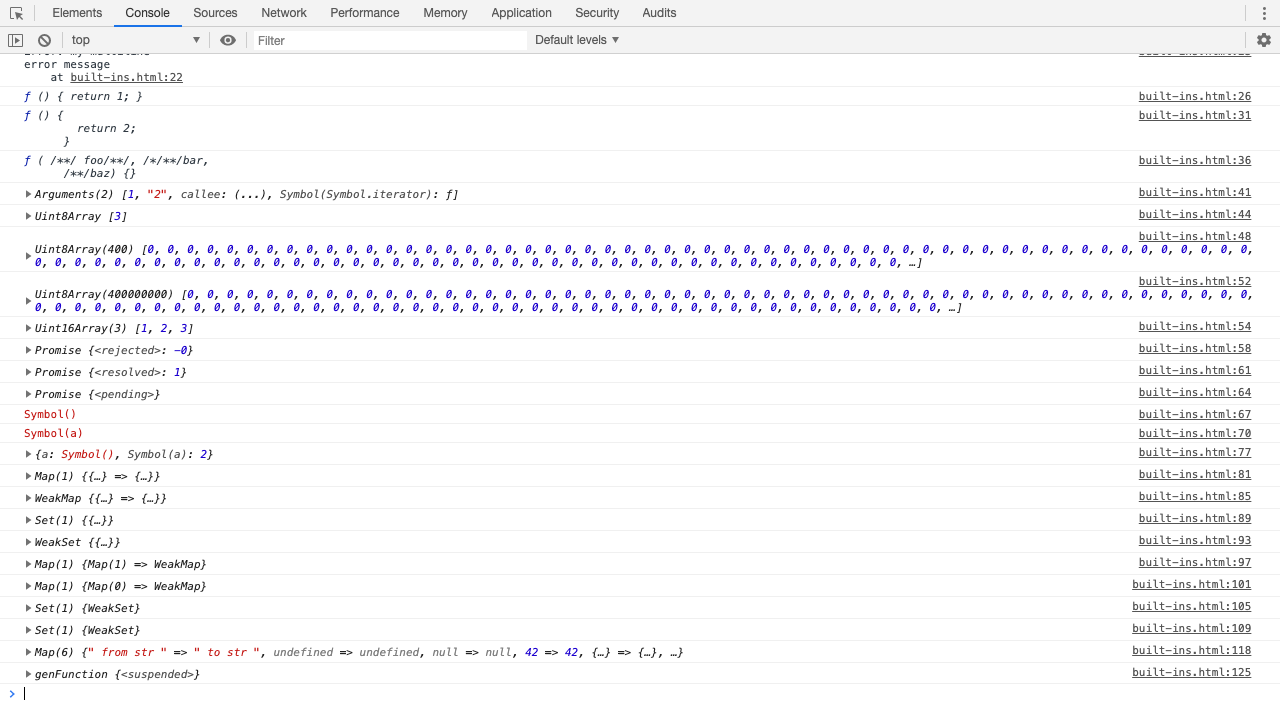 Elements Console Sources Network Performance Memory Application Security Audits
top Filter Default levels
error message
at built-ins.html:22
ƒ () { return 1; } built-ins.html:26
ƒ () { built-ins.html:31
return 2;
}
ƒ ( /**/ foo/**/, /*/**/bar, built-ins.html:36
/**/baz) {}
Arguments(2) [1, "2", callee: (...), Symbol(Symbol.iterator): ƒ] built-ins.html:41
Uint8Array [3] built-ins.html:44
built-ins.html:48
Uint8Array(400) [0, 0, 0, 0, 0, 0, 0, 0, 0, 0, 0, 0, 0, 0, 0, 0, 0, 0, 0, 0, 0, 0, 0, 0, 0, 0, 0, 0, 0, 0, 0, 0, 0, 0, 0, 0, 0, 0, 0, 0, 0, 0, 0, 0, 0, 0, 0, 0, 0, 0, 0, 0, 0, 0, 0, 0,
0, 0, 0, 0, 0, 0, 0, 0, 0, 0, 0, 0, 0, 0, 0, 0, 0, 0, 0, 0, 0, 0, 0, 0, 0, 0, 0, 0, 0, 0, 0, 0, 0, 0, 0, 0, 0, 0, 0, 0, 0, 0, 0, 0, …]
built-ins.html:52
Uint8Array(400000000) [0, 0, 0, 0, 0, 0, 0, 0, 0, 0, 0, 0, 0, 0, 0, 0, 0, 0, 0, 0, 0, 0, 0, 0, 0, 0, 0, 0, 0, 0, 0, 0, 0, 0, 0, 0, 0, 0, 0, 0, 0, 0, 0, 0, 0, 0, 0, 0, 0, 0, 0, 0, 0, 0,
0, 0, 0, 0, 0, 0, 0, 0, 0, 0, 0, 0, 0, 0, 0, 0, 0, 0, 0, 0, 0, 0, 0, 0, 0, 0, 0, 0, 0, 0, 0, 0, 0, 0, 0, 0, 0, 0, 0, 0, 0, 0, 0, 0, 0, 0, …]
Uint16Array(3) [1, 2, 3] built-ins.html:54
Promise {<rejected>: -0} built-ins.html:58
Promise {<resolved>: 1} built-ins.html:61
Promise {<pending>} built-ins.html:64
Symbol() built-ins.html:67
Symbol(a) built-ins.html:70
{a: Symbol(), Symbol(a): 2} built-ins.html:77
Map(1) {{…} => {…}} built-ins.html:81
WeakMap {{…} => {…}} built-ins.html:85
Set(1) {{…}} built-ins.html:89
WeakSet {{…}} built-ins.html:93
Map(1) {Map(1) => WeakMap} built-ins.html:97
Map(1) {Map(0) => WeakMap} built-ins.html:101
Set(1) {WeakSet} built-ins.html:105
Set(1) {WeakSet} built-ins.html:109
Map(6) {" from str " => " to str ", undefined => undefined, null => null, 42 => 42, {…} => {…}, …} built-ins.html:118
genFunction {<suspended>} built-ins.html:125